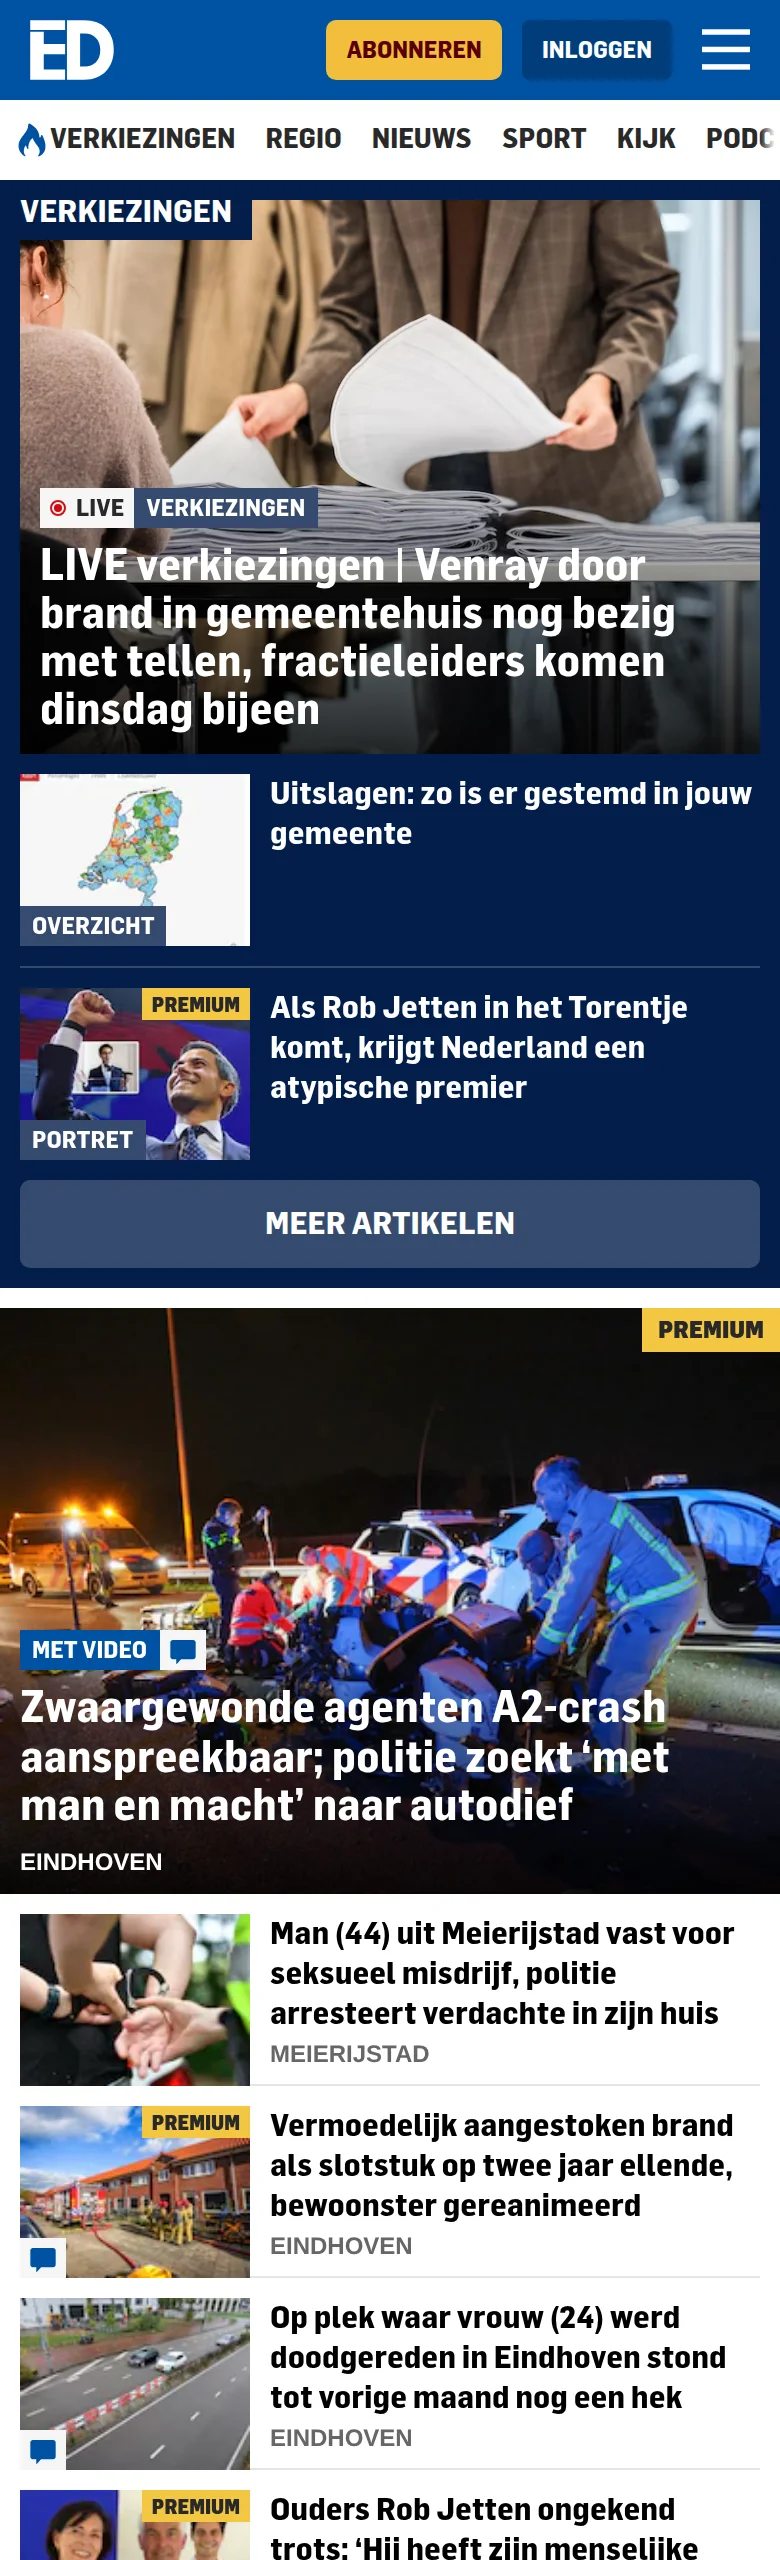 ED
ABONNEREN
INLOGGEN
VERKIEZINGEN REGIO NIEUWS SPORT KIJK PODC
VERKIEZINGEN
LIVE VERKIEZINGEN
LIVE verkiezingen | Venray door
brand in gemeentehuis nog bezig
met tellen, fractieleiders komen
dinsdag bijeen
OVERZICHT
Uitslagen: zo is er gestemd in jouw
gemeente
PREMIUM
PORTRET
Als Rob Jetten in het Torentje
komt, krijgt Nederland een
atypische premier
MEER ARTIKELEN
PREMIUM
MET VIDEO
Zwaargewonde agenten A2-crash
aanspreekbaar; politie zoekt ‘met
man en macht’ naar autodief
EINDHOVEN
Man (44) uit Meierijstad vast voor
seksueel misdrijf, politie
arresteert verdachte in zijn huis
MEIERIJSTAD
PREMIUM
Vermoedelijk aangestoken brand
als slotstuk op twee jaar ellende,
bewoonster gereanimeerd
EINDHOVEN
Op plek waar vrouw (24) werd
doodgereden in Eindhoven stond
tot vorige maand nog een hek
EINDHOVEN
PREMIUM
Ouders Rob Jetten ongekend
trots: ‘Hij heeft zijn menselijke